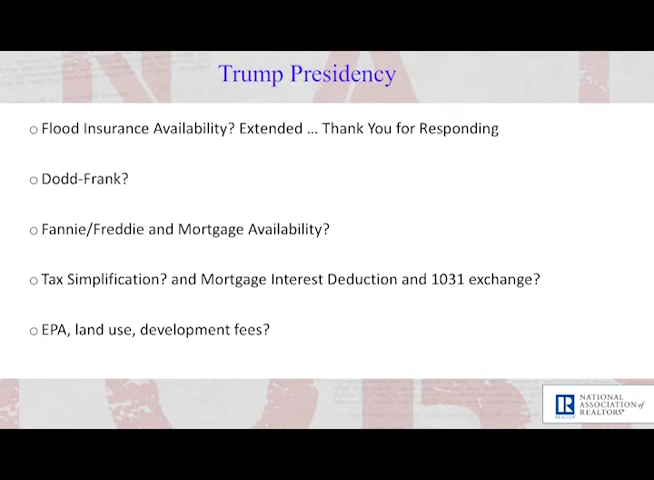 Trump Presidency
○ Flood Insurance Availability? Extended ... Thank You for Responding
○ Dodd-Frank?
○ Fannie/Freddie and Mortgage Availability?
○ Tax Simplification? and Mortgage Interest Deduction and 1031 exchange?
○ EPA, land use, development fees?
R
REALTOR®
NATIONAL
ASSOCIATION of
REALTORS®